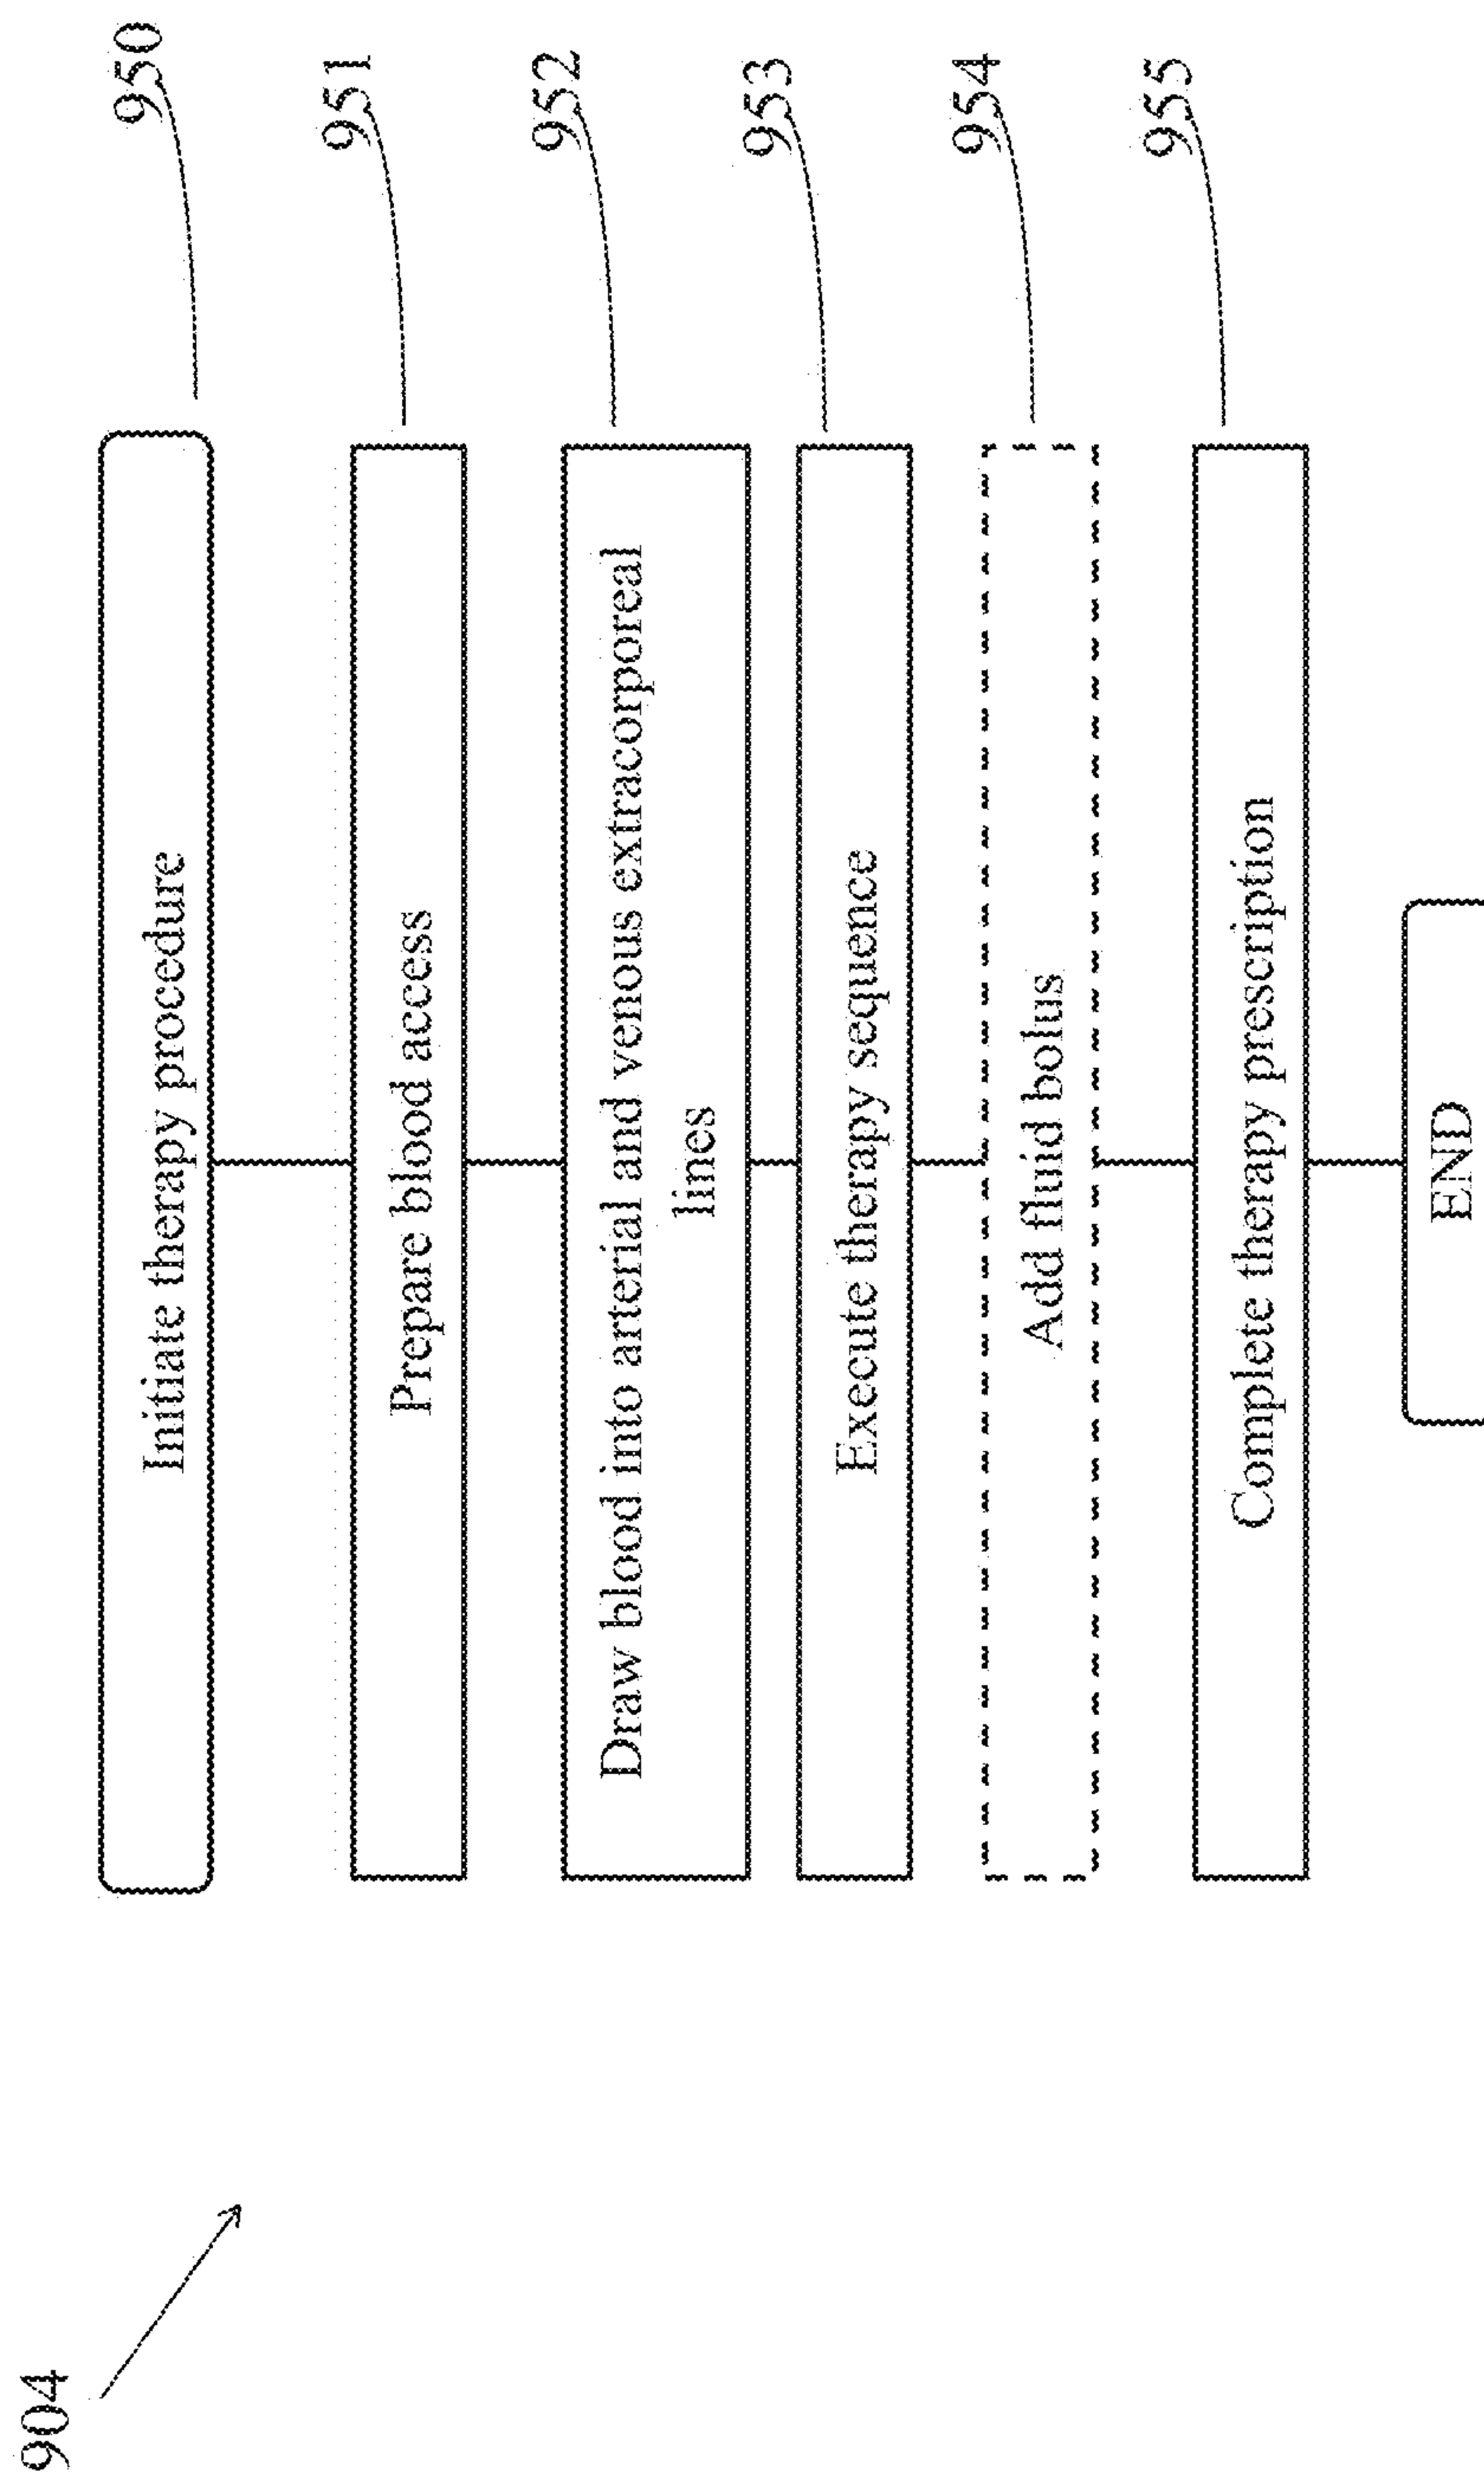 904
Initiate therapy procedure
950
Prepare blood access
951
Draw blood into arterial and venous extracorporeal
lines
952
Execute therapy sequence
953
Add fluid bolus
954
Complete therapy prescription
955
END